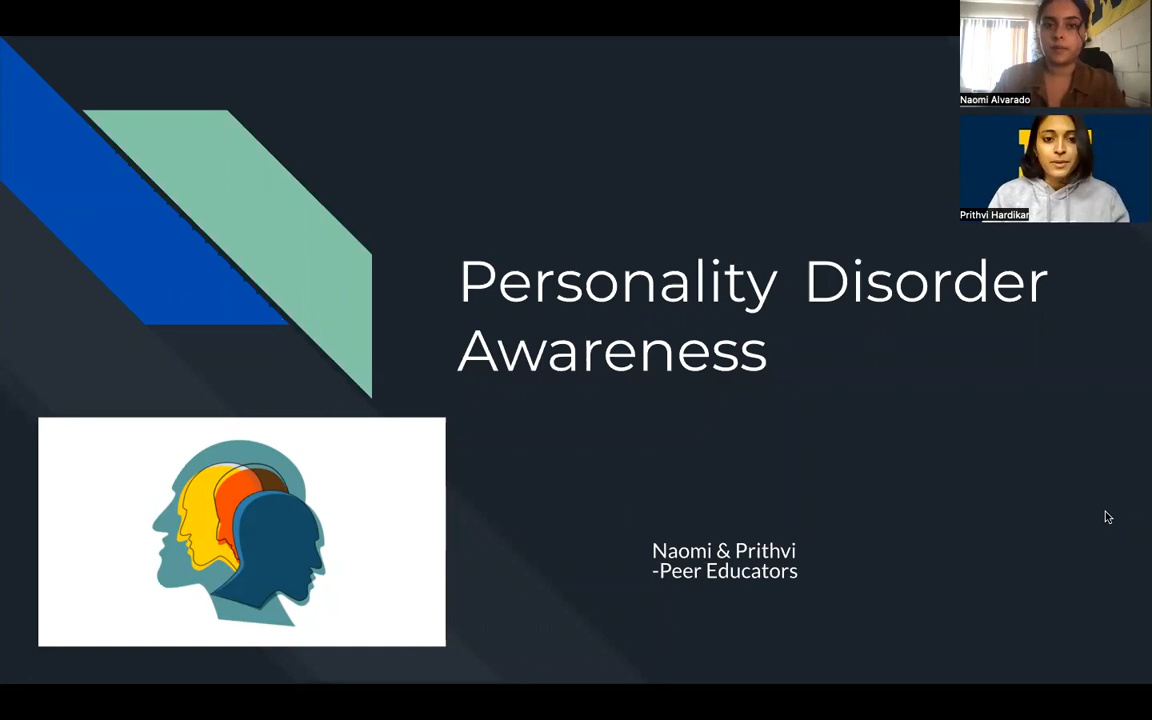 Naomi Alvarado
Prithvi Hardikar
Personality Disorder
Awareness
Naomi & Prithvi
-Peer Educators